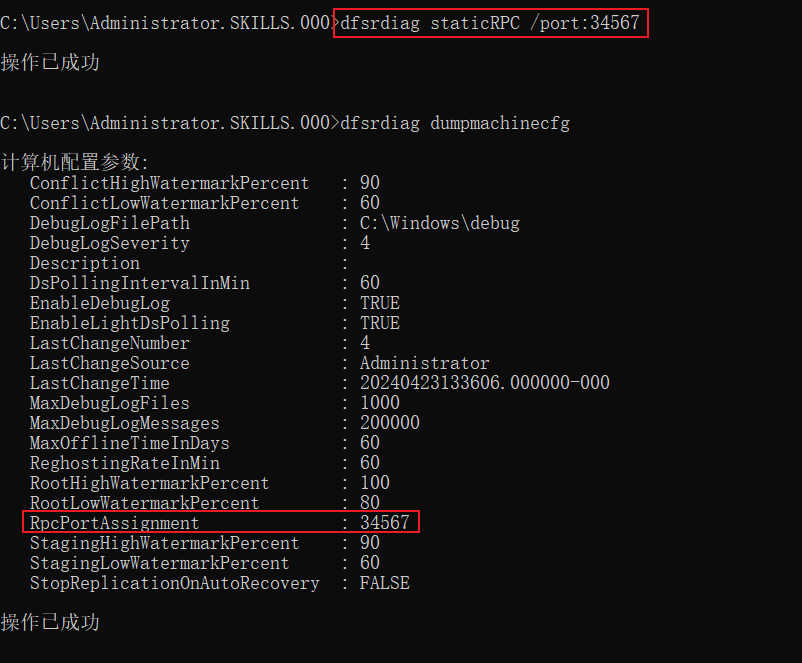 C:\Users\Administrator.SKILLS.000>dfsrdiag staticRPC /port:34567
操作已成功
C:\Users\Administrator.SKILLS.000>dfsrdiag dumpmachinecfg
计算机配置参数:
ConflictHighWatermarkPercent : 90
ConflictLowWatermarkPercent : 60
DebugLogFilePath : C:\Windows\debug
DebugLogSeverity : 4
Description :
DsPollingIntervalInMin : 60
EnableDebugLog : TRUE
EnableLightDsPolling : TRUE
LastChangeNumber : 4
LastChangeSource : Administrator
LastChangeTime : 20240423133606.000000-000
MaxDebugLogFiles : 1000
MaxDebugLogMessages : 200000
MaxOfflineTimeInDays : 60
ReghostingRateInMin : 60
RootHighWatermarkPercent : 100
RootLowWatermarkPercent : 80
RpcPortAssignment : 34567
StagingHighWatermarkPercent : 90
StagingLowWatermarkPercent : 60
StopReplicationOnAutoRecovery : FALSE
操作已成功